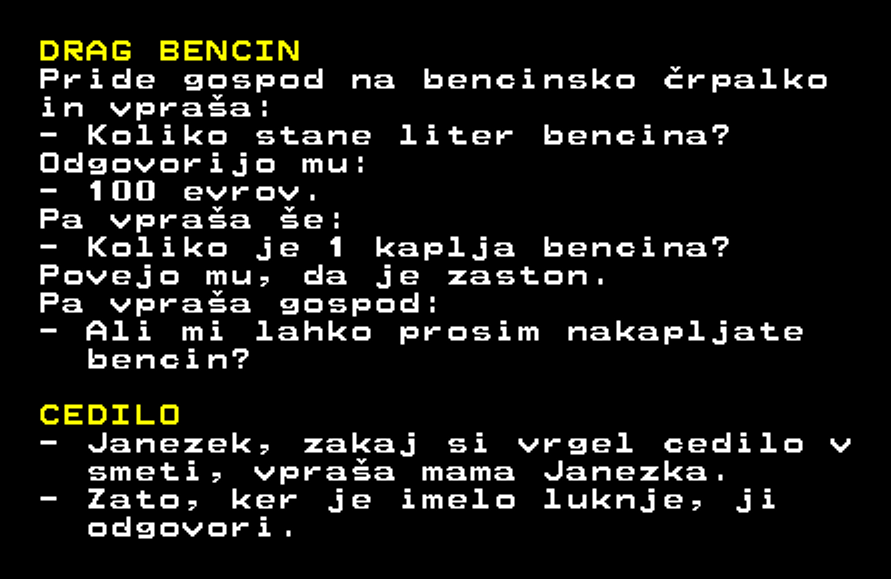 DRAG BENCIN
Pride gospod na bencinsko črpalko
in vpraša:
- Koliko stane liter bencina?
Odgovorijo mu:
- 100 evrov.
Pa vpraša še:
- Koliko je 1 kaplja bencina?
Povejo mu, da je zaston.
Pa vpraša gospod:
- Ali mi lahko prosim nakapljate
bencin?
CEDILO
- Janezek, zakaj si vrgel cedilo v
smeti, vpraša mama Janezka.
- Zato, ker je imelo luknje, ji
odgovori.